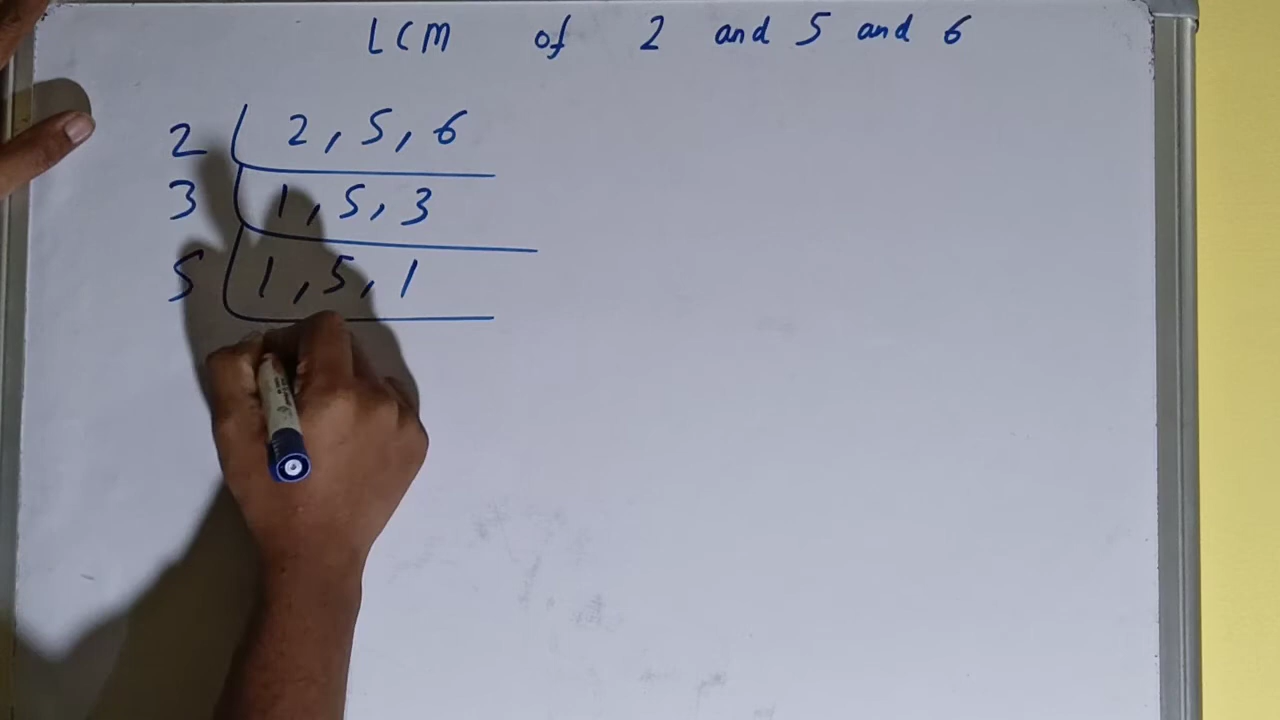 LCM of 2 and 5 and 6
2 2, 5, 6
3 1, 5, 3
5 1, 5, 1